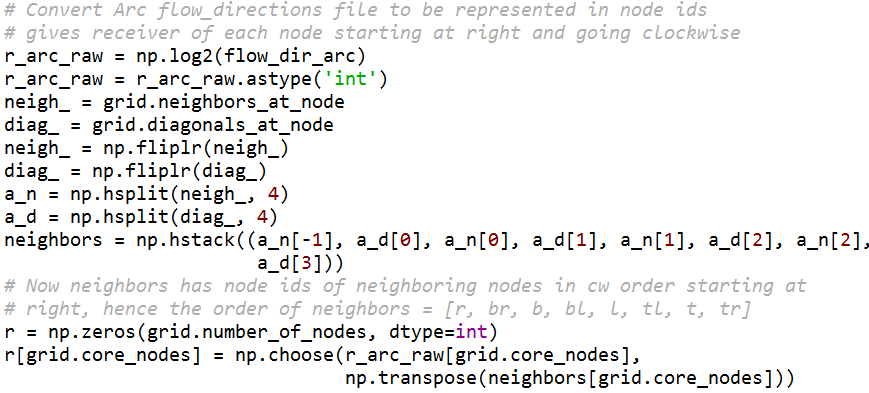 # Convert Arc flow_directions file to be represented in node ids
# gives receiver of each node starting at right and going clockwise
r_arc_raw = np.log2(flow_dir_arc)
r_arc_raw = r_arc_raw.astype('int')
neigh_ = grid.neighbors_at_node
diag_ = grid.diagonals_at_node
neigh_ = np.fliplr(neigh_)
diag_ = np.fliplr(diag_)
a_n = np.hsplit(neigh_, 4)
a_d = np.hsplit(diag_, 4)
neighbors = np.hstack((a_n[-1], a_d[0], a_n[0], a_d[1], a_n[1], a_d[2], a_n[2],
                       a_d[3]))
# Now neighbors has node ids of neighboring nodes in cw order starting at
# right, hence the order of neighbors = [r, br, b, bl, l, tl, t, tr]
r = np.zeros(grid.number_of_nodes, dtype=int)
r[grid.core_nodes] = np.choose(r_arc_raw[grid.core_nodes],
                               np.transpose(neighbors[grid.core_nodes]))